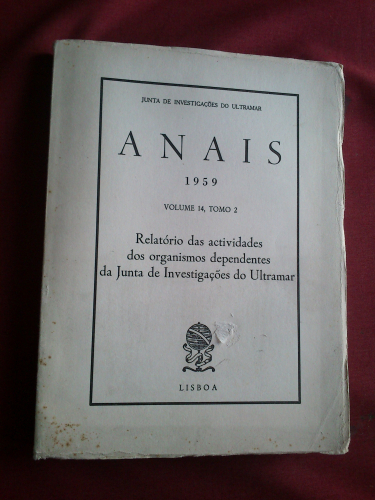 JUNTA DE INVESTIGAÇÕES DO ULTRAMAR
ANAIS
1959
VOLUME 14, TOMO 2
Relatório das actividades
dos organismos dependentes
da Junta de Investigações do Ultramar
LISBOA